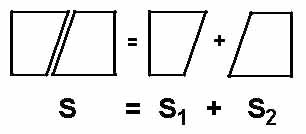 = +
S = S₁ + S₂